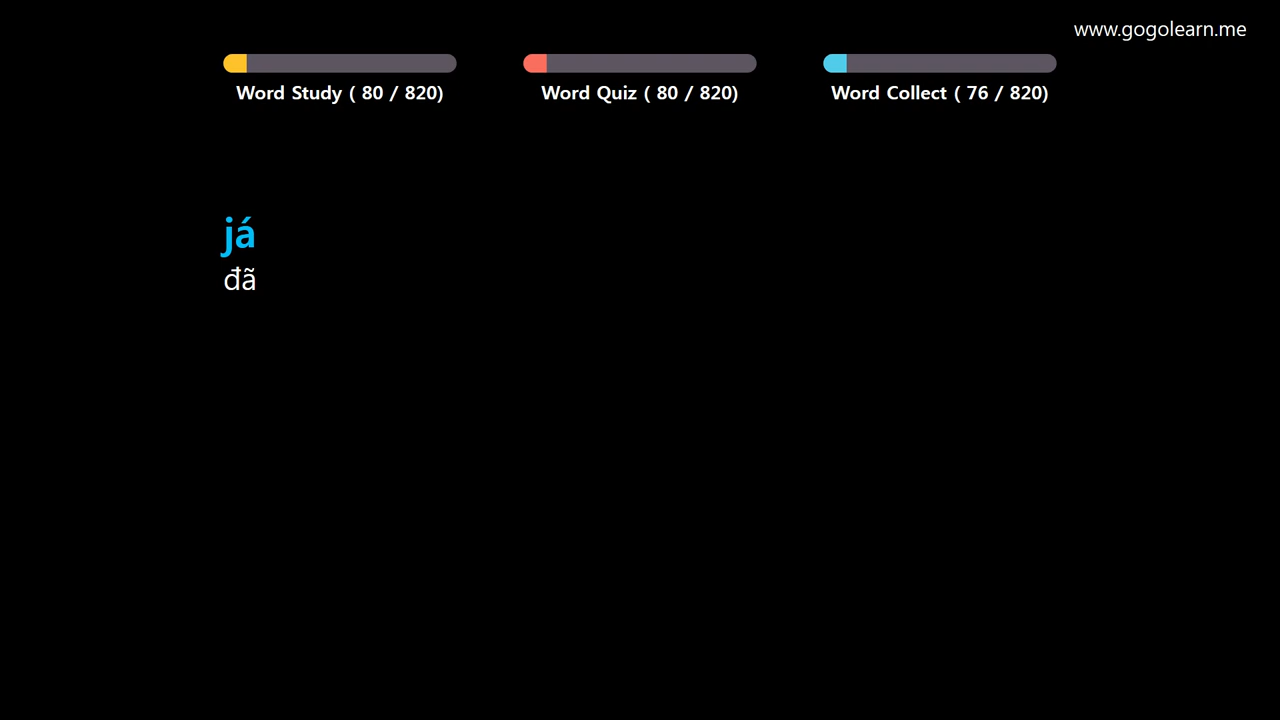 www.gogolearn.me
Word Study ( 80 / 820)
Word Quiz ( 80 / 820)
Word Collect ( 76 / 820)
já
đã